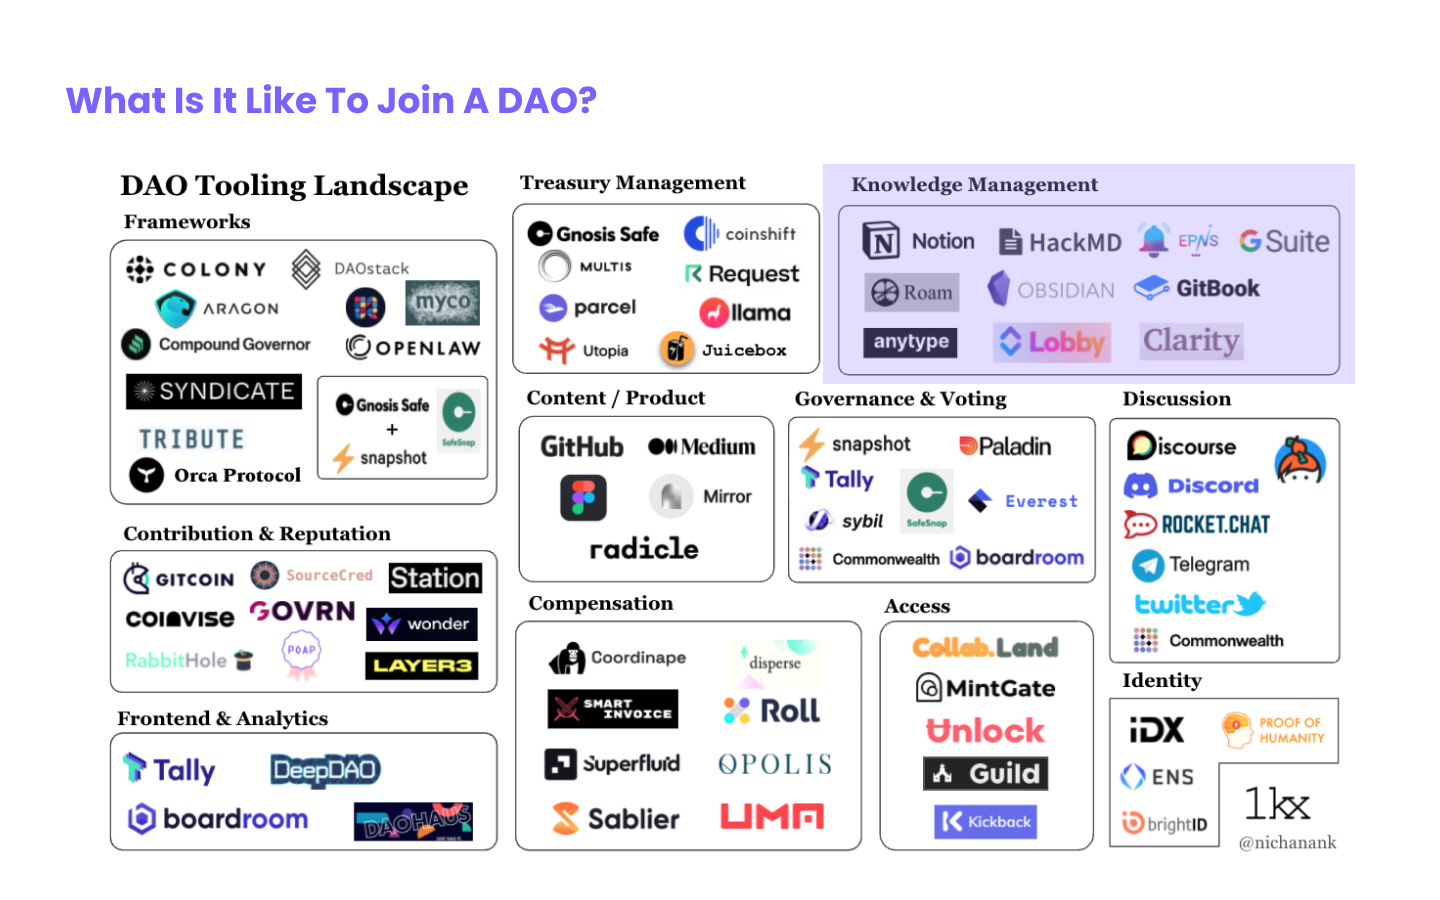 What Is It Like To Join A DAO?
DAO Tooling Landscape
Frameworks
COLONY
DAOstack
ARAGON
myco
Compound Governor
OPENLAW
SYNDICATE
Gnosis Safe
+
snapshot
SafeSnap
TRIBUTE
Orca Protocol
Treasury Management
Gnosis Safe
coinshift
MULTIS
Request
parcel
llama
Utopia
Juicebox
Knowledge Management
Notion
HackMD
EPNS
G Suite
Roam
OBSIDIAN
GitBook
anytype
Lobby
Clarity
Content / Product
GitHub
Medium
Mirror
radicle
Governance & Voting
snapshot
Paladin
Tally
SafeSnap
Everest
sybil
Commonwealth
boardroom
Discussion
Discourse
Discord
ROCKET.CHAT
Telegram
twitter
Commonwealth
Contribution & Reputation
GITCOIN
SourceCred
Station
COINVISE
GOVRN
wonder
RabbitHole
POAP
LAYER3
Frontend & Analytics
Tally
DeepDAO
boardroom
DAOHAUS
Compensation
Coordinape
disperse
SMART
INVOICE
Roll
Superfluid
OPOLIS
Sablier
UMA
Access
Collab.Land
MintGate
Unlock
Guild
Kickback
Identity
iDX
PROOF OF
HUMANITY
ENS
brightID
1kx
@nichanank